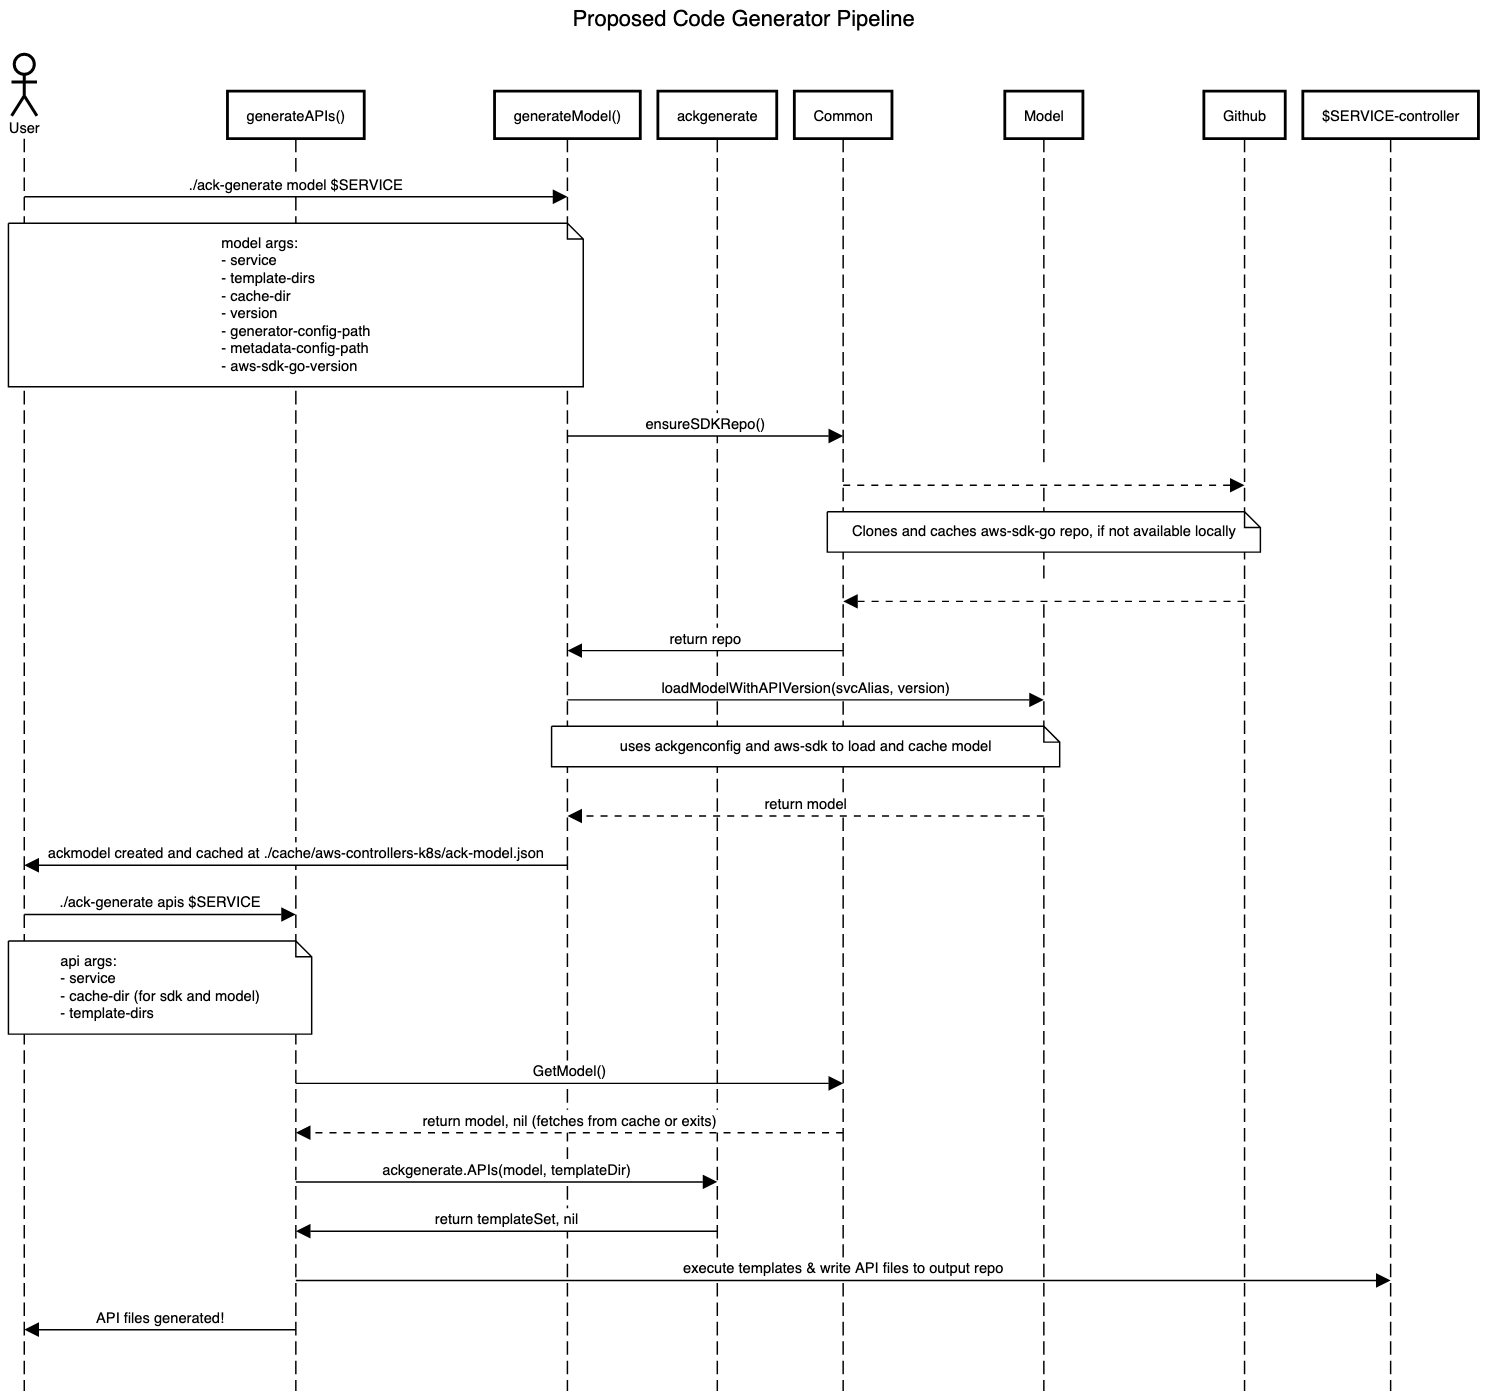 Proposed Code Generator Pipeline
User
generateAPIs()
generateModel()
ackgenerate
Common
Model
Github
$SERVICE-controller
./ack-generate model $SERVICE
model args:
- service
- template-dirs
- cache-dir
- version
- generator-config-path
- metadata-config-path
- aws-sdk-go-version
ensureSDKRepo()
Clones and caches aws-sdk-go repo, if not available locally
return repo
loadModelWithAPIVersion(svcAlias, version)
uses ackgenconfig and aws-sdk to load and cache model
return model
ackmodel created and cached at ./cache/aws-controllers-k8s/ack-model.json
./ack-generate apis $SERVICE
api args:
- service
- cache-dir (for sdk and model)
- template-dirs
GetModel()
return model, nil (fetches from cache or exits)
ackgenerate.APIs(model, templateDir)
return templateSet, nil
execute templates & write API files to output repo
API files generated!